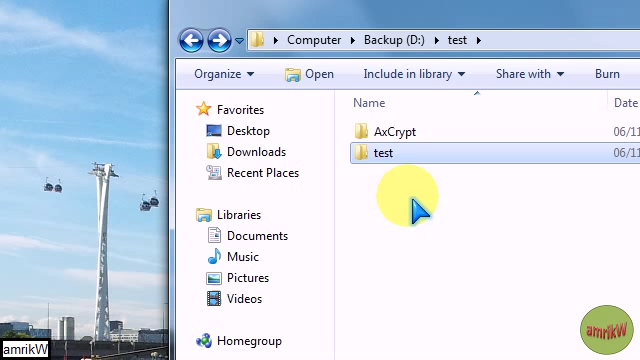 Computer Backup (D:) test
Organize Open Include in library Share with Burn
Favorites
Desktop
Downloads
Recent Places
Libraries
Documents
Music
Pictures
Videos
Homegroup
Name Date
AxCrypt 06/11
test 06/11
amrikW
amrikW